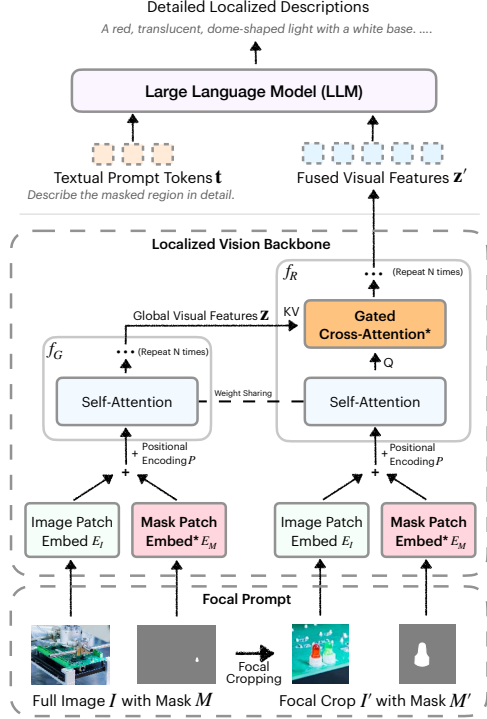 Detailed Localized Descriptions
A red, translucent, dome-shaped light with a white base. ....
Large Language Model (LLM)
Textual Prompt Tokens t
Describe the masked region in detail.
Fused Visual Features z′
Localized Vision Backbone
f_R
... (Repeat N times)
Global Visual Features z
KV
Gated
Cross-Attention*
f_G
... (Repeat N times)
Q
Self-Attention
Weight Sharing
Self-Attention
+ Positional
Encoding P
+
+ Positional
Encoding P
+
Image Patch
Embed E_I
Mask Patch
Embed* E_M
Image Patch
Embed E_I
Mask Patch
Embed* E_M
Focal Prompt
Focal
Cropping
Full Image I with Mask M
Focal Crop I′ with Mask M′